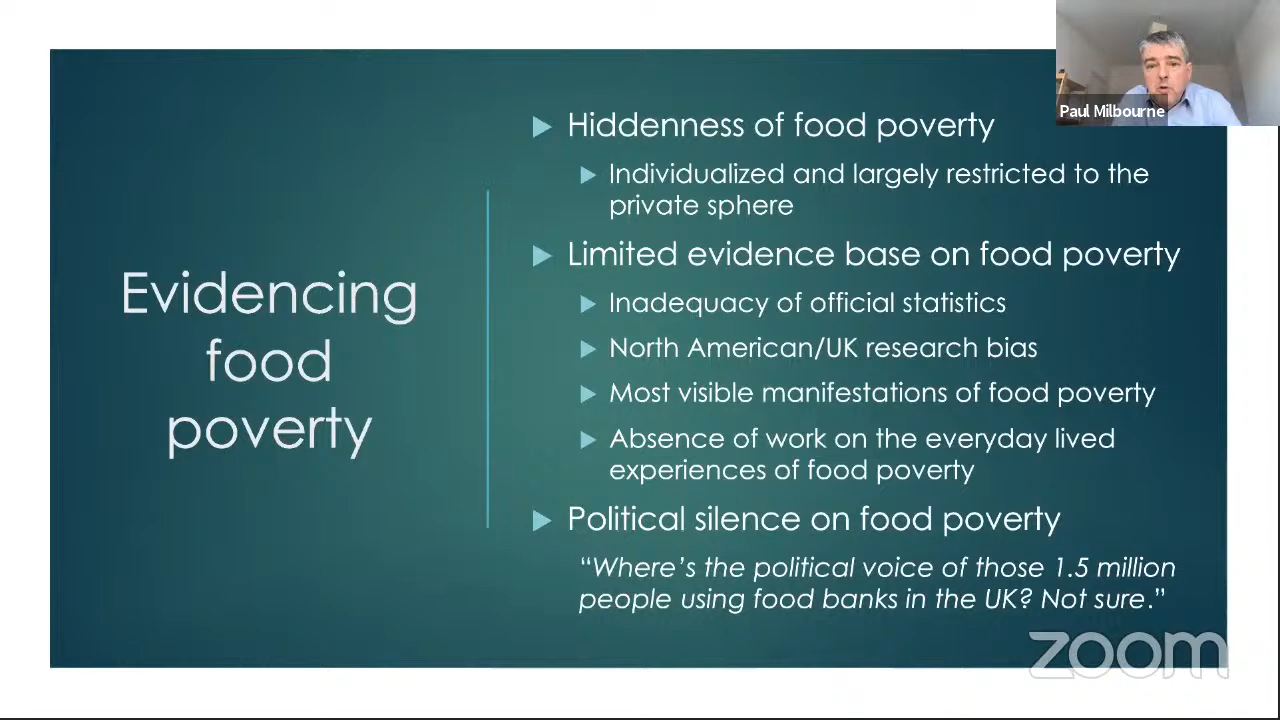 Paul Milbourne
Evidencing
food
poverty
Hiddenness of food poverty
Individualized and largely restricted to the
private sphere
Limited evidence base on food poverty
Inadequacy of official statistics
North American/UK research bias
Most visible manifestations of food poverty
Absence of work on the everyday lived
experiences of food poverty
Political silence on food poverty
“Where’s the political voice of those 1.5 million
people using food banks in the UK? Not sure.”
zoom